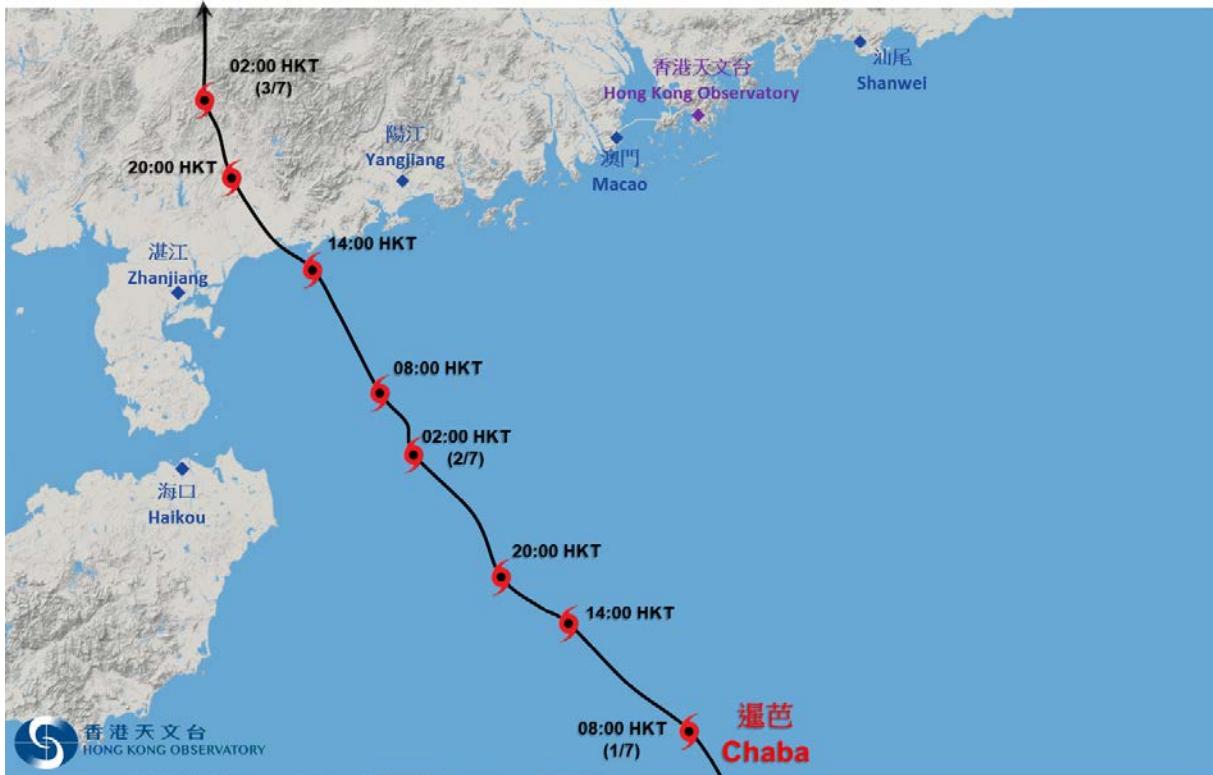 02:00 HKT
(3/7)
香港天文台
Hong Kong Observatory
汕尾
Shanwei
陽江
Yangjiang
澳門
Macao
20:00 HKT
14:00 HKT
湛江
Zhanjiang
08:00 HKT
02:00 HKT
(2/7)
海口
Haikou
20:00 HKT
14:00 HKT
暹芭
Chaba
08:00 HKT
(1/7)
香港天文台
HONG KONG OBSERVATORY